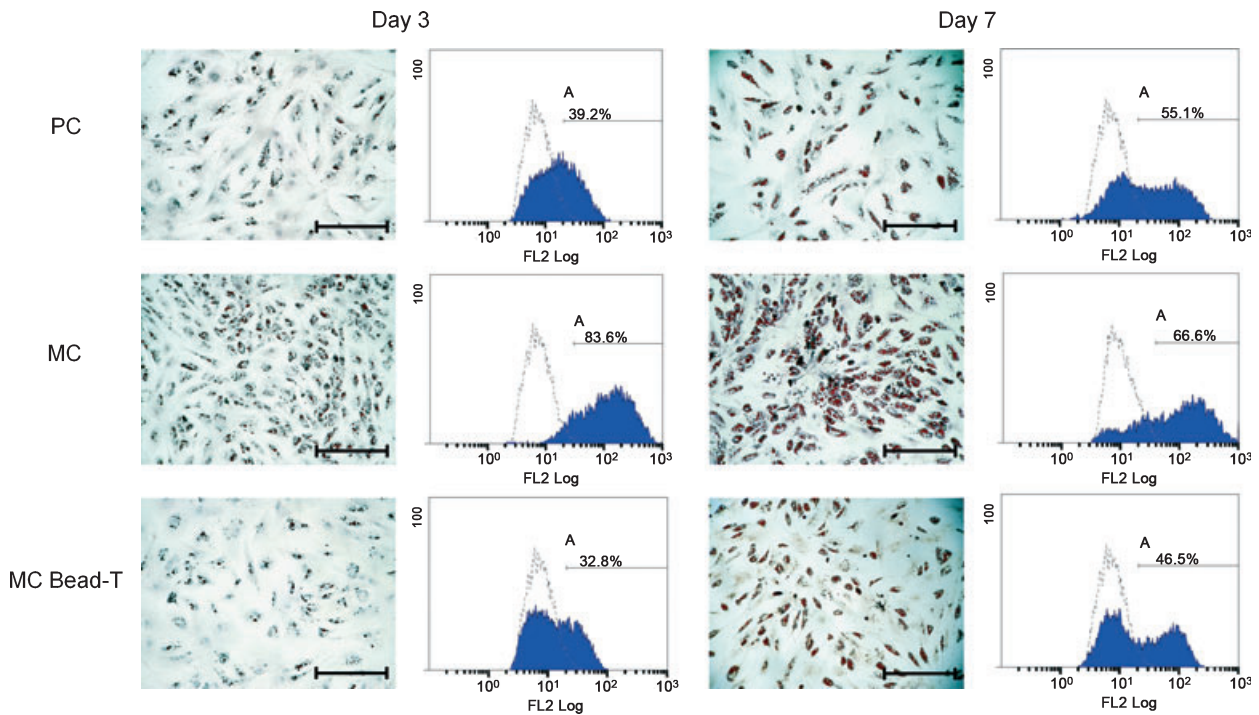 Day 3 Day 7
PC
100
A
39.2%
10⁰ 10¹ 10² 10³
FL2 Log
100
A
55.1%
10⁰ 10¹ 10² 10³
FL2 Log
MC
100
A
83.6%
10⁰ 10¹ 10² 10³
FL2 Log
100
A
66.6%
10⁰ 10¹ 10² 10³
FL2 Log
MC Bead-T
100
A
32.8%
10⁰ 10¹ 10² 10³
FL2 Log
100
A
46.5%
10⁰ 10¹ 10² 10³
FL2 Log